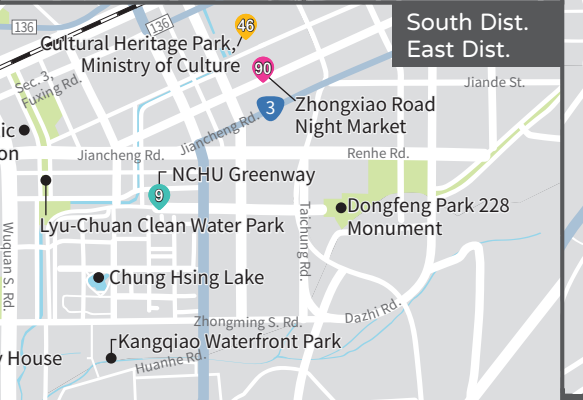 South Dist.
East Dist.
136
136
46
Cultural Heritage Park,
Ministry of Culture
90
Sec. 3,
Fuxing Rd.
Jiande St.
Zhongxiao Road
Night Market
3
Jiancheng Rd.
ic
on
Jiancheng Rd.
Renhe Rd.
NCHU Greenway
9
Dongfeng Park 228
Monument
Lyu-Chuan Clean Water Park
Taichung Rd.
Wuquan S. Rd.
Chung Hsing Lake
Zhongming S. Rd.
Dazhi Rd.
Kangqiao Waterfront Park
y House
Huanhe Rd.